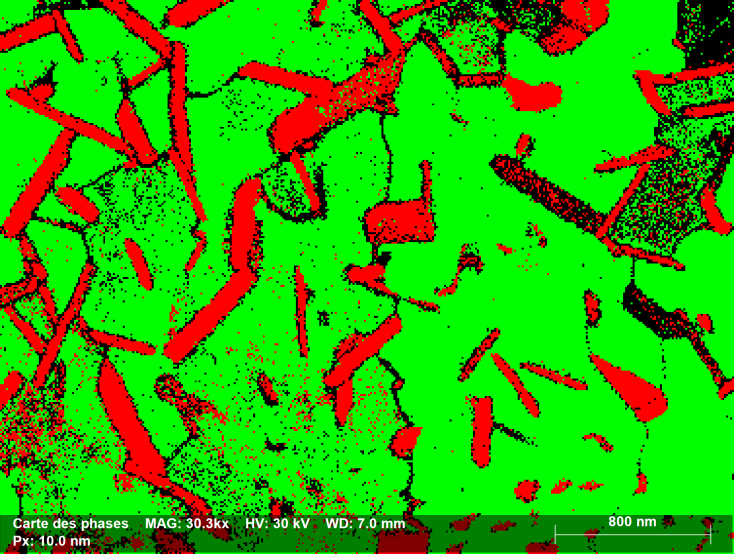 Carte des phases MAG: 30.3kx HV: 30 kV WD: 7.0 mm
800 nm
Px: 10.0 nm